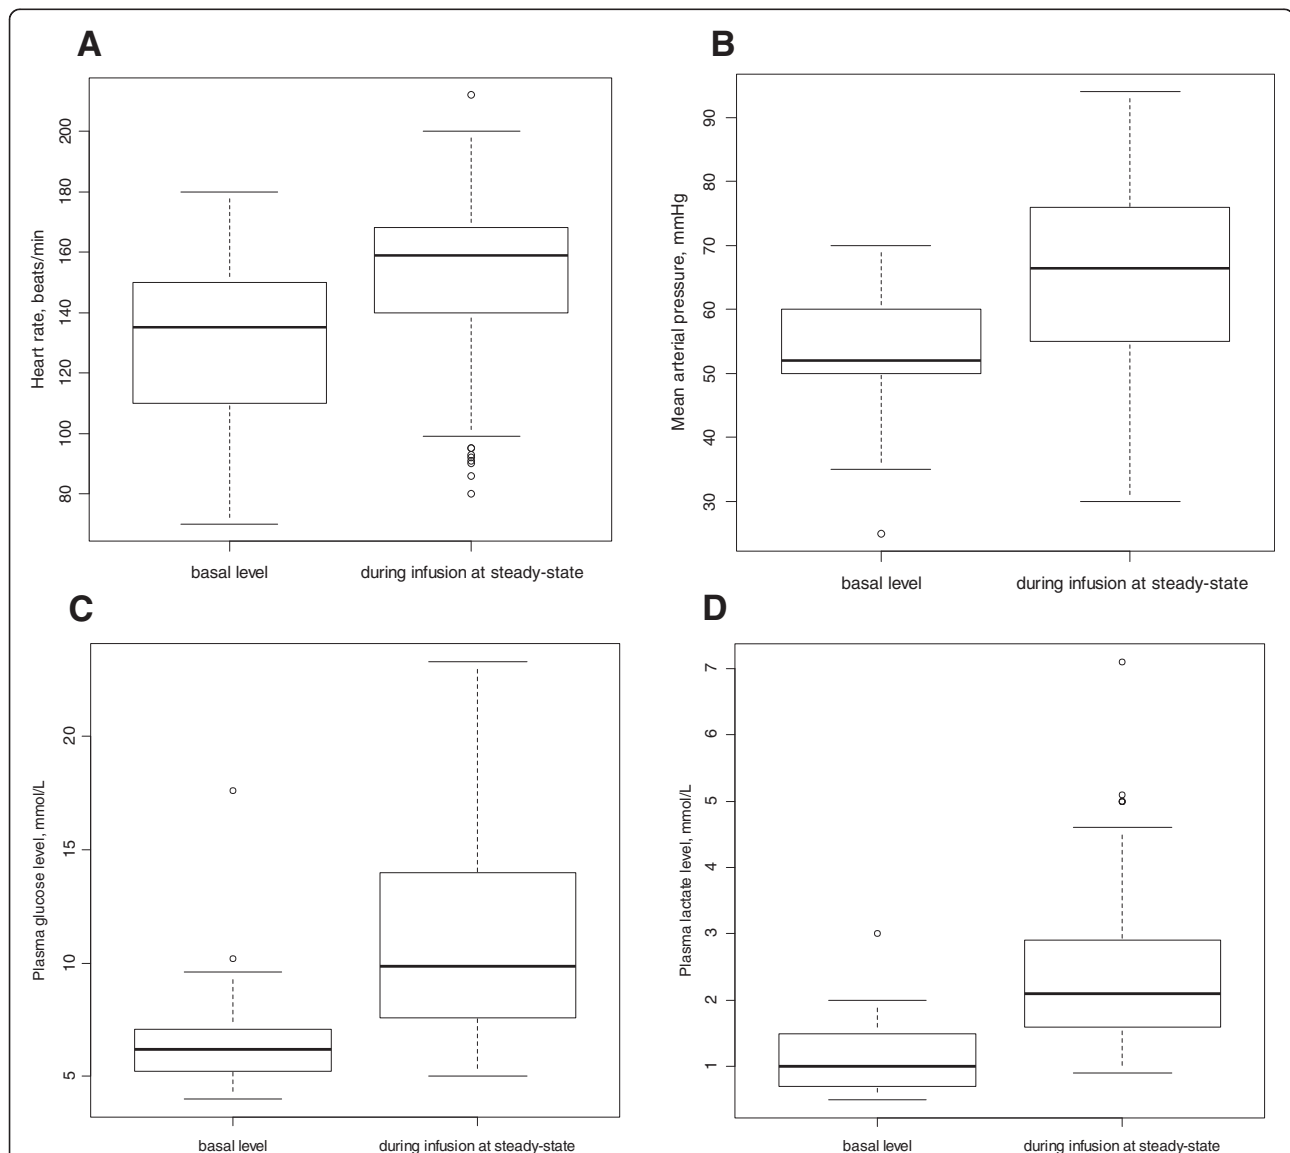 A
Heart rate, beats/min
200
180
160
140
120
100
80
basal level
during infusion at steady-state
B
Mean arterial pressure, mmHg
90
80
70
60
50
40
30
basal level
during infusion at steady-state
C
Plasma glucose level, mmol/L
20
15
10
5
basal level
during infusion at steady-state
D
Plasma lactate level, mmol/L
7
6
5
4
3
2
1
basal level
during infusion at steady-state